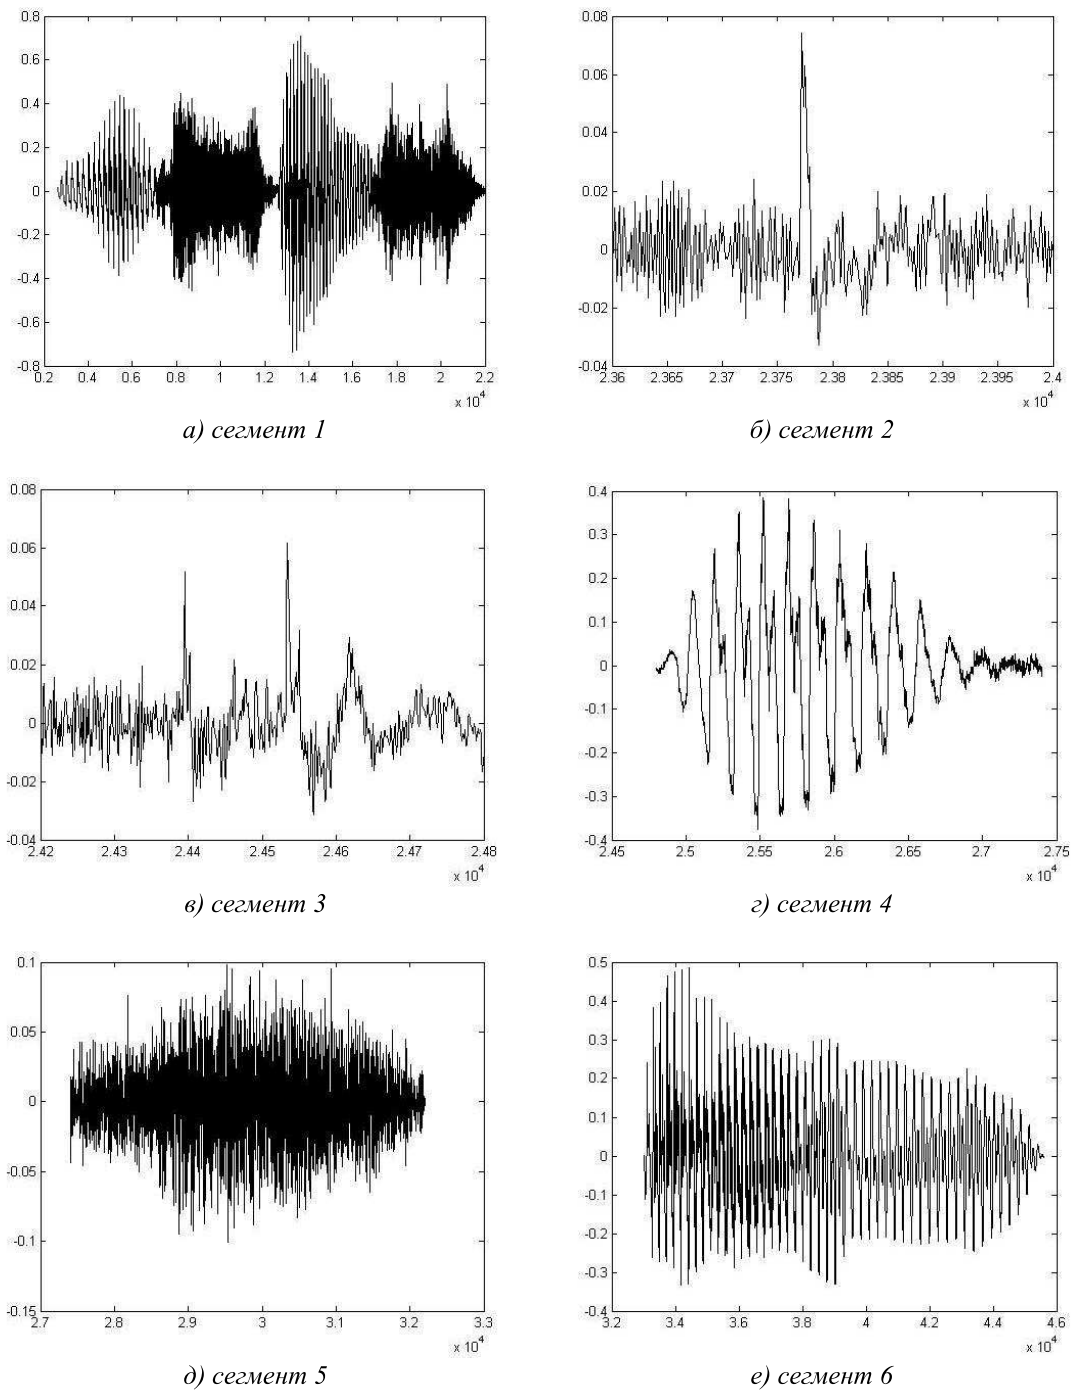 0.8
0.6
0.4
0.2
0
-0.2
-0.4
-0.6
-0.8
0.2 0.4 0.6 0.8 1 1.2 1.4 1.6 1.8 2 2.2
x 10^4
а) сегмент 1
0.08
0.06
0.04
0.02
0
-0.02
-0.04
2.36 2.365 2.37 2.375 2.38 2.385 2.39 2.395 2.4
x 10^4
б) сегмент 2
0.08
0.06
0.04
0.02
0
-0.02
-0.04
2.42 2.43 2.44 2.45 2.46 2.47 2.48
x 10^4
в) сегмент 3
0.4
0.3
0.2
0.1
0
-0.1
-0.2
-0.3
-0.4
2.45 2.5 2.55 2.6 2.65 2.7 2.75
x 10^4
г) сегмент 4
0.1
0.05
0
-0.05
-0.1
-0.15
2.7 2.8 2.9 3 3.1 3.2 3.3
x 10^4
д) сегмент 5
0.5
0.4
0.3
0.2
0.1
0
-0.1
-0.2
-0.3
-0.4
3.2 3.4 3.6 3.8 4 4.2 4.4 4.6
x 10^4
е) сегмент 6